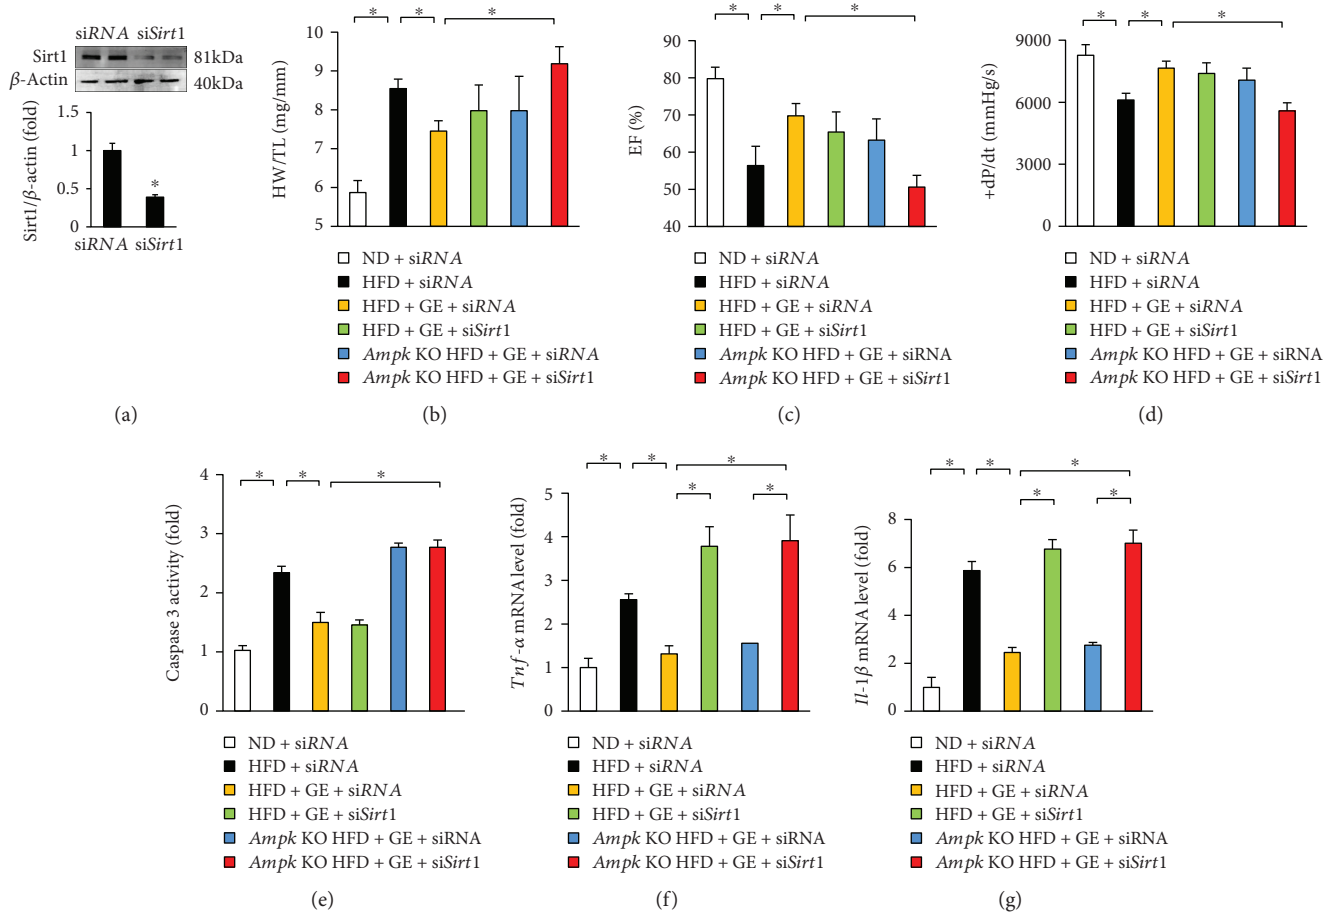 siRNA siSirt1
Sirt1 81kDa
β-Actin 40kDa
Sirt1/β-actin (fold)
1.5
1
0.5
0
*
siRNA siSirt1
(a)
HW/TL (mg/mm)
10
9
8
7
6
5
* * *
ND + siRNA
HFD + siRNA
HFD + GE + siRNA
HFD + GE + siSirt1
Ampk KO HFD + GE + siRNA
Ampk KO HFD + GE + siSirt1
(b)
EF (%)
90
80
70
60
50
40
* * *
ND + siRNA
HFD + siRNA
HFD + GE + siRNA
HFD + GE + siSirt1
Ampk KO HFD + GE + siRNA
Ampk KO HFD + GE + siSirt1
(c)
+dP/dt (mmHg/s)
9000
6000
3000
0
* * *
ND + siRNA
HFD + siRNA
HFD + GE + siRNA
HFD + GE + siSirt1
Ampk KO HFD + GE + siRNA
Ampk KO HFD + GE + siSirt1
(d)
Caspase 3 activity (fold)
4
3
2
1
0
* * *
ND + siRNA
HFD + siRNA
HFD + GE + siRNA
HFD + GE + siSirt1
Ampk KO HFD + GE + siRNA
Ampk KO HFD + GE + siSirt1
(e)
Tnf-α mRNA level (fold)
5
4
3
2
1
0
* * *
* *
ND + siRNA
HFD + siRNA
HFD + GE + siRNA
HFD + GE + siSirt1
Ampk KO HFD + GE + siRNA
Ampk KO HFD + GE + siSirt1
(f)
Il-1β mRNA level (fold)
8
6
4
2
0
* * *
* *
ND + siRNA
HFD + siRNA
HFD + GE + siRNA
HFD + GE + siSirt1
Ampk KO HFD + GE + siRNA
Ampk KO HFD + GE + siSirt1
(g)